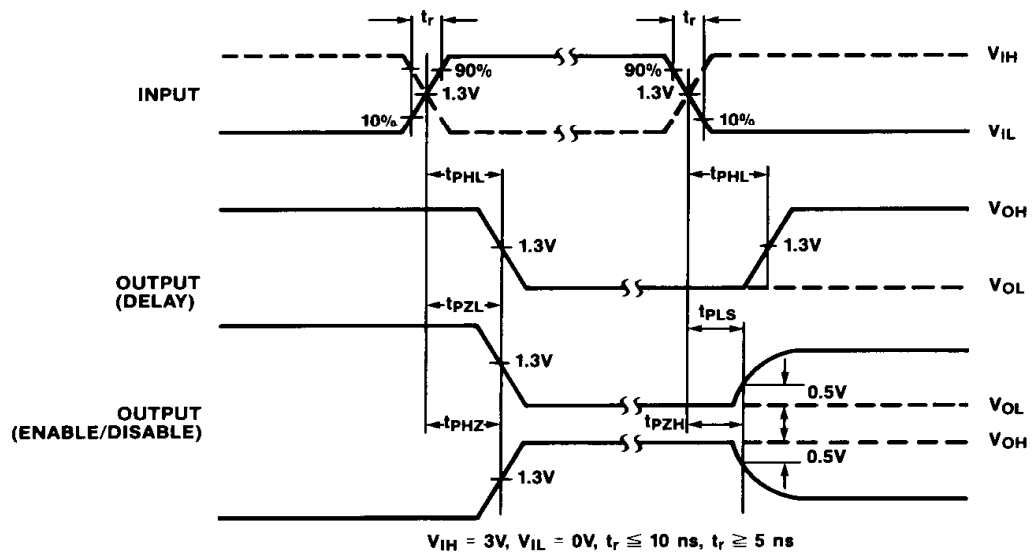 tr tr
VIH
90% 90%
INPUT 1.3V 1.3V
10% 10%
VIL
tPHL tPHL
VOH
1.3V 1.3V
OUTPUT
(DELAY)
VOL
tPZL tPLS
1.3V
0.5V
OUTPUT
(ENABLE/DISABLE)
VOL
tPHZ tPZH
VOH
0.5V
1.3V
VIH = 3V, VIL = 0V, tr ≦ 10 ns, tr ≧ 5 ns